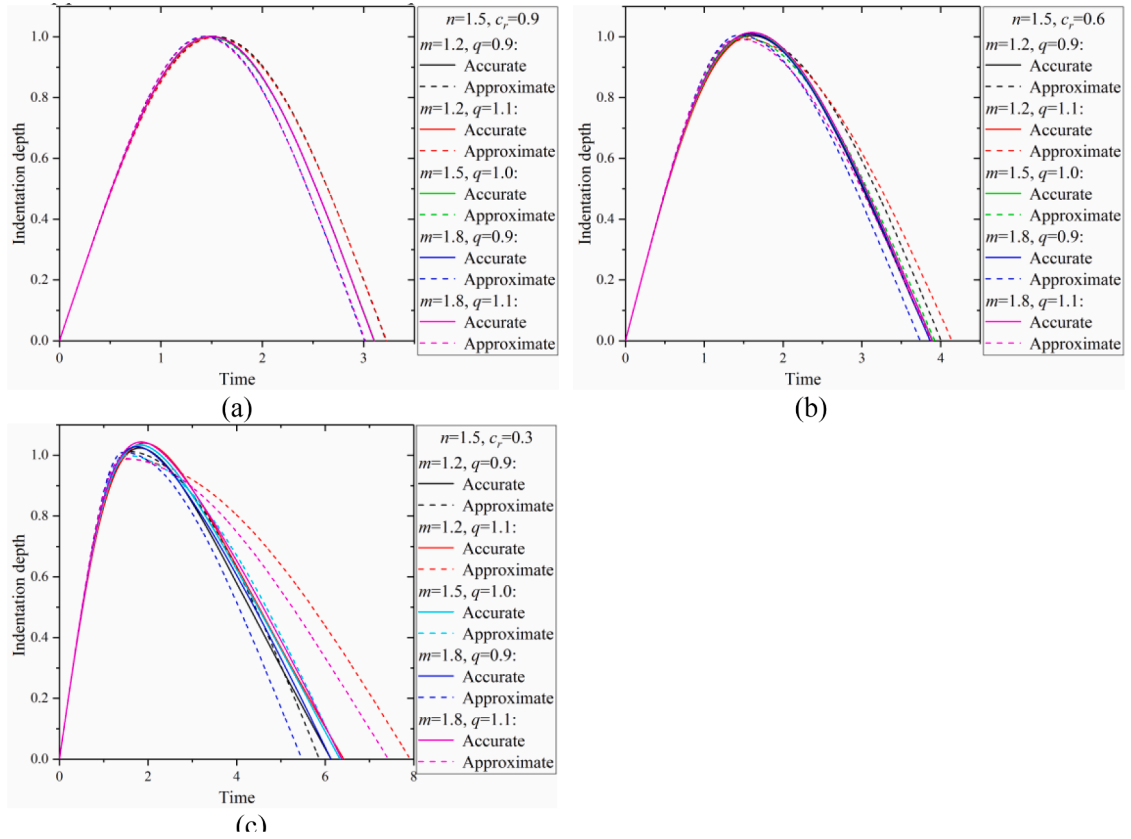 n=1.5, cᵣ=0.9
m=1.2, q=0.9:
Accurate
Approximate
m=1.2, q=1.1:
Accurate
Approximate
m=1.5, q=1.0:
Accurate
Approximate
m=1.8, q=0.9:
Accurate
Approximate
m=1.8, q=1.1:
Accurate
Approximate
Indentation depth
1.0
0.8
0.6
0.4
0.2
0.0
0 1 2 3
Time
(a)
n=1.5, cᵣ=0.6
m=1.2, q=0.9:
Accurate
Approximate
m=1.2, q=1.1:
Accurate
Approximate
m=1.5, q=1.0:
Accurate
Approximate
m=1.8, q=0.9:
Accurate
Approximate
m=1.8, q=1.1:
Accurate
Approximate
Indentation depth
1.0
0.8
0.6
0.4
0.2
0.0
0 1 2 3 4
Time
(b)
n=1.5, cᵣ=0.3
m=1.2, q=0.9:
Accurate
Approximate
m=1.2, q=1.1:
Accurate
Approximate
m=1.5, q=1.0:
Accurate
Approximate
m=1.8, q=0.9:
Accurate
Approximate
m=1.8, q=1.1:
Accurate
Approximate
Indentation depth
1.0
0.8
0.6
0.4
0.2
0.0
0 2 4 6 8
Time
(c)